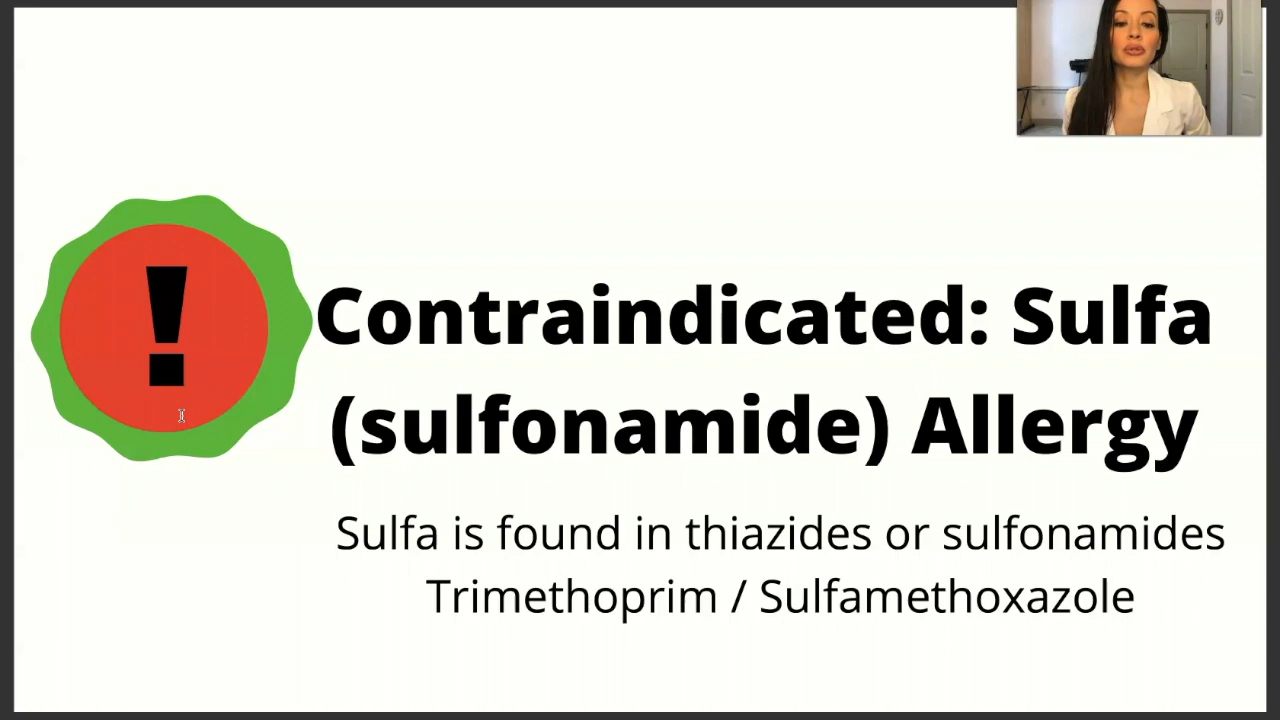 !
Contraindicated: Sulfa
(sulfonamide) Allergy
Sulfa is found in thiazides or sulfonamides
Trimethoprim / Sulfamethoxazole